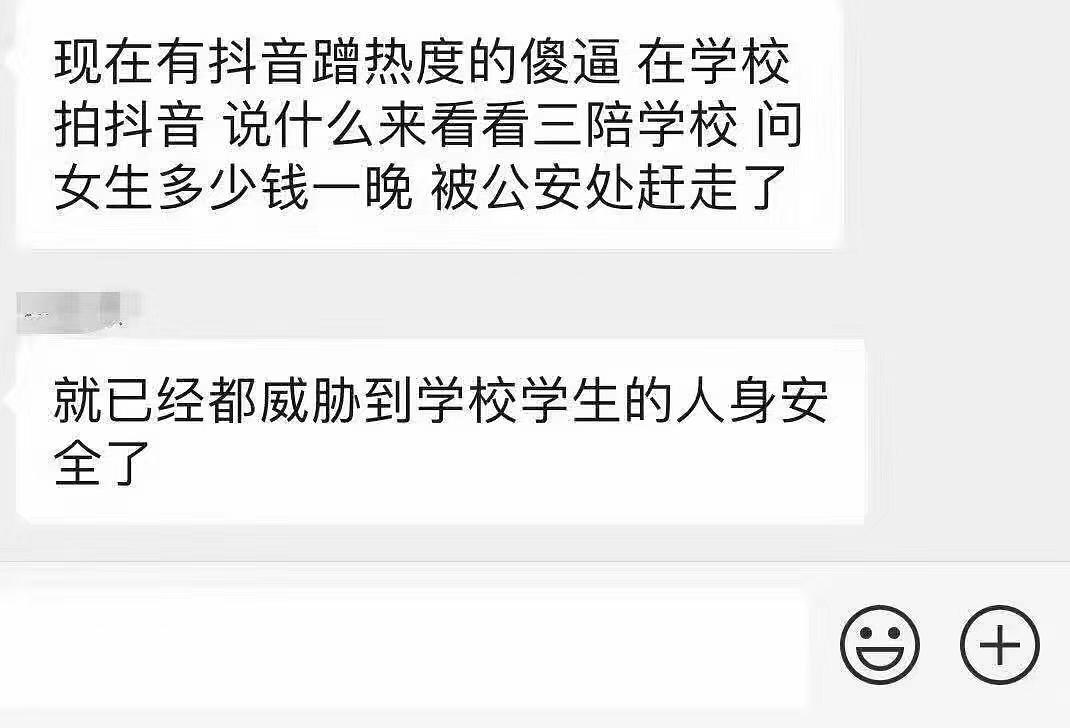 现在有抖音蹭热度的傻逼 在学校
拍抖音 说什么来看看三陪学校 问
女生多少钱一晚 被公安处赶走了
就已经都威胁到学校学生的人身安
全了